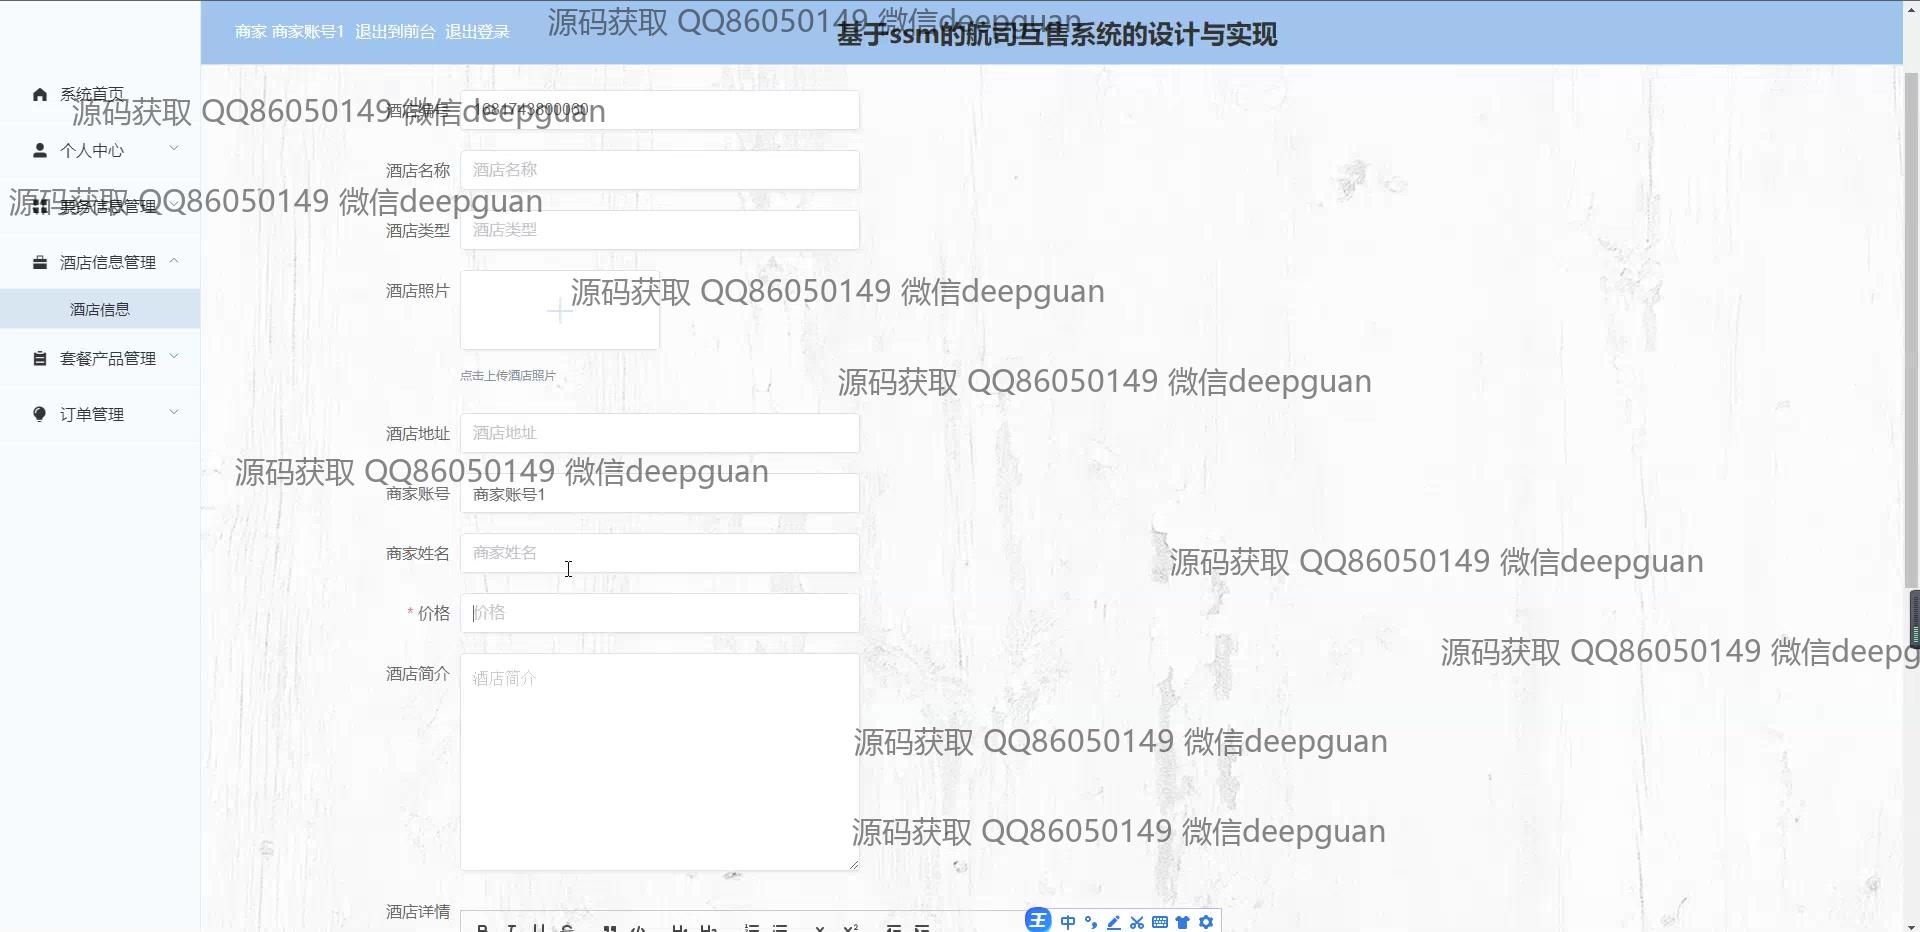 商家 商家账号1 退出到前台 退出登录
源码获取 QQ86050149 微信deepguan
基于ssm的航司互售系统的设计与实现
系统首页
源码获取 QQ86050149 微信deepguan
酒店编号
个人中心
酒店名称 酒店名称
源码获取 QQ86050149 微信deepguan
酒店类型 酒店类型
酒店信息管理
酒店照片
源码获取 QQ86050149 微信deepguan
酒店信息
套餐产品管理
点击上传酒店照片
源码获取 QQ86050149 微信deepguan
订单管理
酒店地址 酒店地址
源码获取 QQ86050149 微信deepguan
商家账号 商家账号1
商家姓名 商家姓名
源码获取 QQ86050149 微信deepguan
* 价格 价格
源码获取 QQ86050149 微信deepg
酒店简介 酒店简介
源码获取 QQ86050149 微信deepguan
源码获取 QQ86050149 微信deepguan
酒店详情
王 中